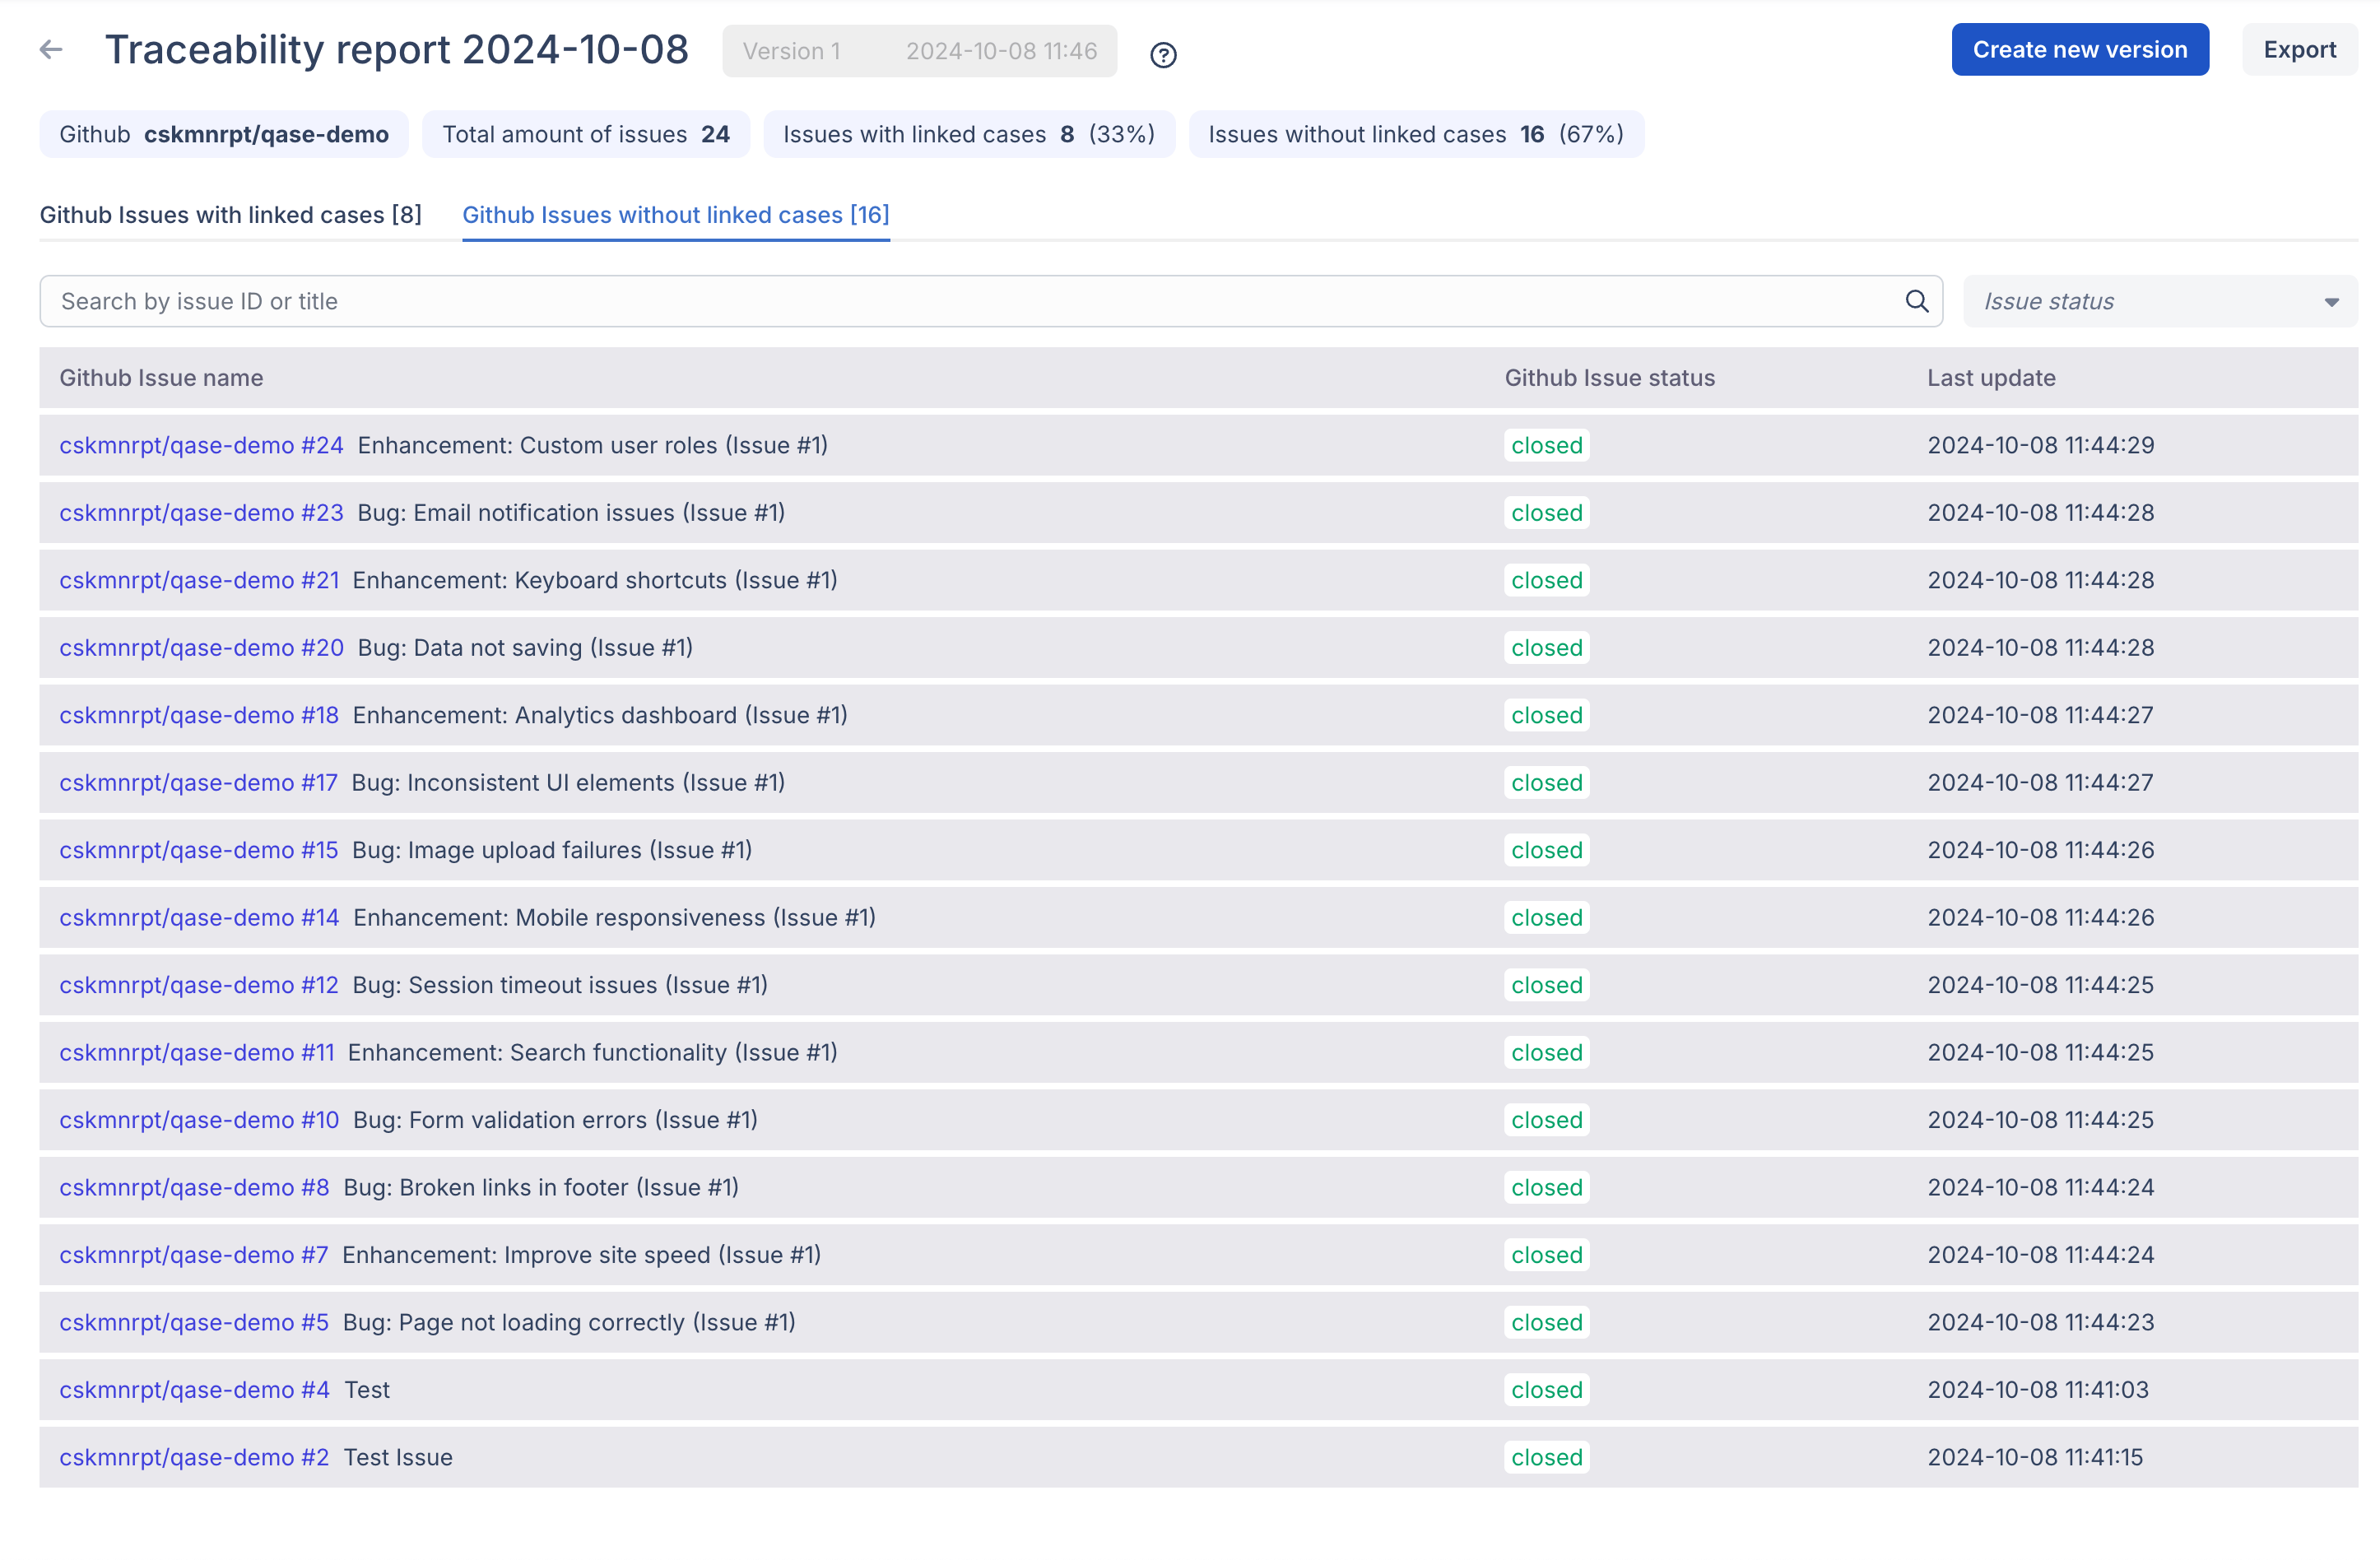 Traceability report 2024-10-08 Version 1 2024-10-08 11:46 Create new version Export
Github cskmnrpt/qase-demo Total amount of issues 24 Issues with linked cases 8 (33%) Issues without linked cases 16 (67%)
Github Issues with linked cases [8] Github Issues without linked cases [16]
Search by issue ID or title Issue status
Github Issue name Github Issue status Last update
cskmnrpt/qase-demo #24 Enhancement: Custom user roles (Issue #1) closed 2024-10-08 11:44:29
cskmnrpt/qase-demo #23 Bug: Email notification issues (Issue #1) closed 2024-10-08 11:44:28
cskmnrpt/qase-demo #21 Enhancement: Keyboard shortcuts (Issue #1) closed 2024-10-08 11:44:28
cskmnrpt/qase-demo #20 Bug: Data not saving (Issue #1) closed 2024-10-08 11:44:28
cskmnrpt/qase-demo #18 Enhancement: Analytics dashboard (Issue #1) closed 2024-10-08 11:44:27
cskmnrpt/qase-demo #17 Bug: Inconsistent UI elements (Issue #1) closed 2024-10-08 11:44:27
cskmnrpt/qase-demo #15 Bug: Image upload failures (Issue #1) closed 2024-10-08 11:44:26
cskmnrpt/qase-demo #14 Enhancement: Mobile responsiveness (Issue #1) closed 2024-10-08 11:44:26
cskmnrpt/qase-demo #12 Bug: Session timeout issues (Issue #1) closed 2024-10-08 11:44:25
cskmnrpt/qase-demo #11 Enhancement: Search functionality (Issue #1) closed 2024-10-08 11:44:25
cskmnrpt/qase-demo #10 Bug: Form validation errors (Issue #1) closed 2024-10-08 11:44:25
cskmnrpt/qase-demo #8 Bug: Broken links in footer (Issue #1) closed 2024-10-08 11:44:24
cskmnrpt/qase-demo #7 Enhancement: Improve site speed (Issue #1) closed 2024-10-08 11:44:24
cskmnrpt/qase-demo #5 Bug: Page not loading correctly (Issue #1) closed 2024-10-08 11:44:23
cskmnrpt/qase-demo #4 Test closed 2024-10-08 11:41:03
cskmnrpt/qase-demo #2 Test Issue closed 2024-10-08 11:41:15